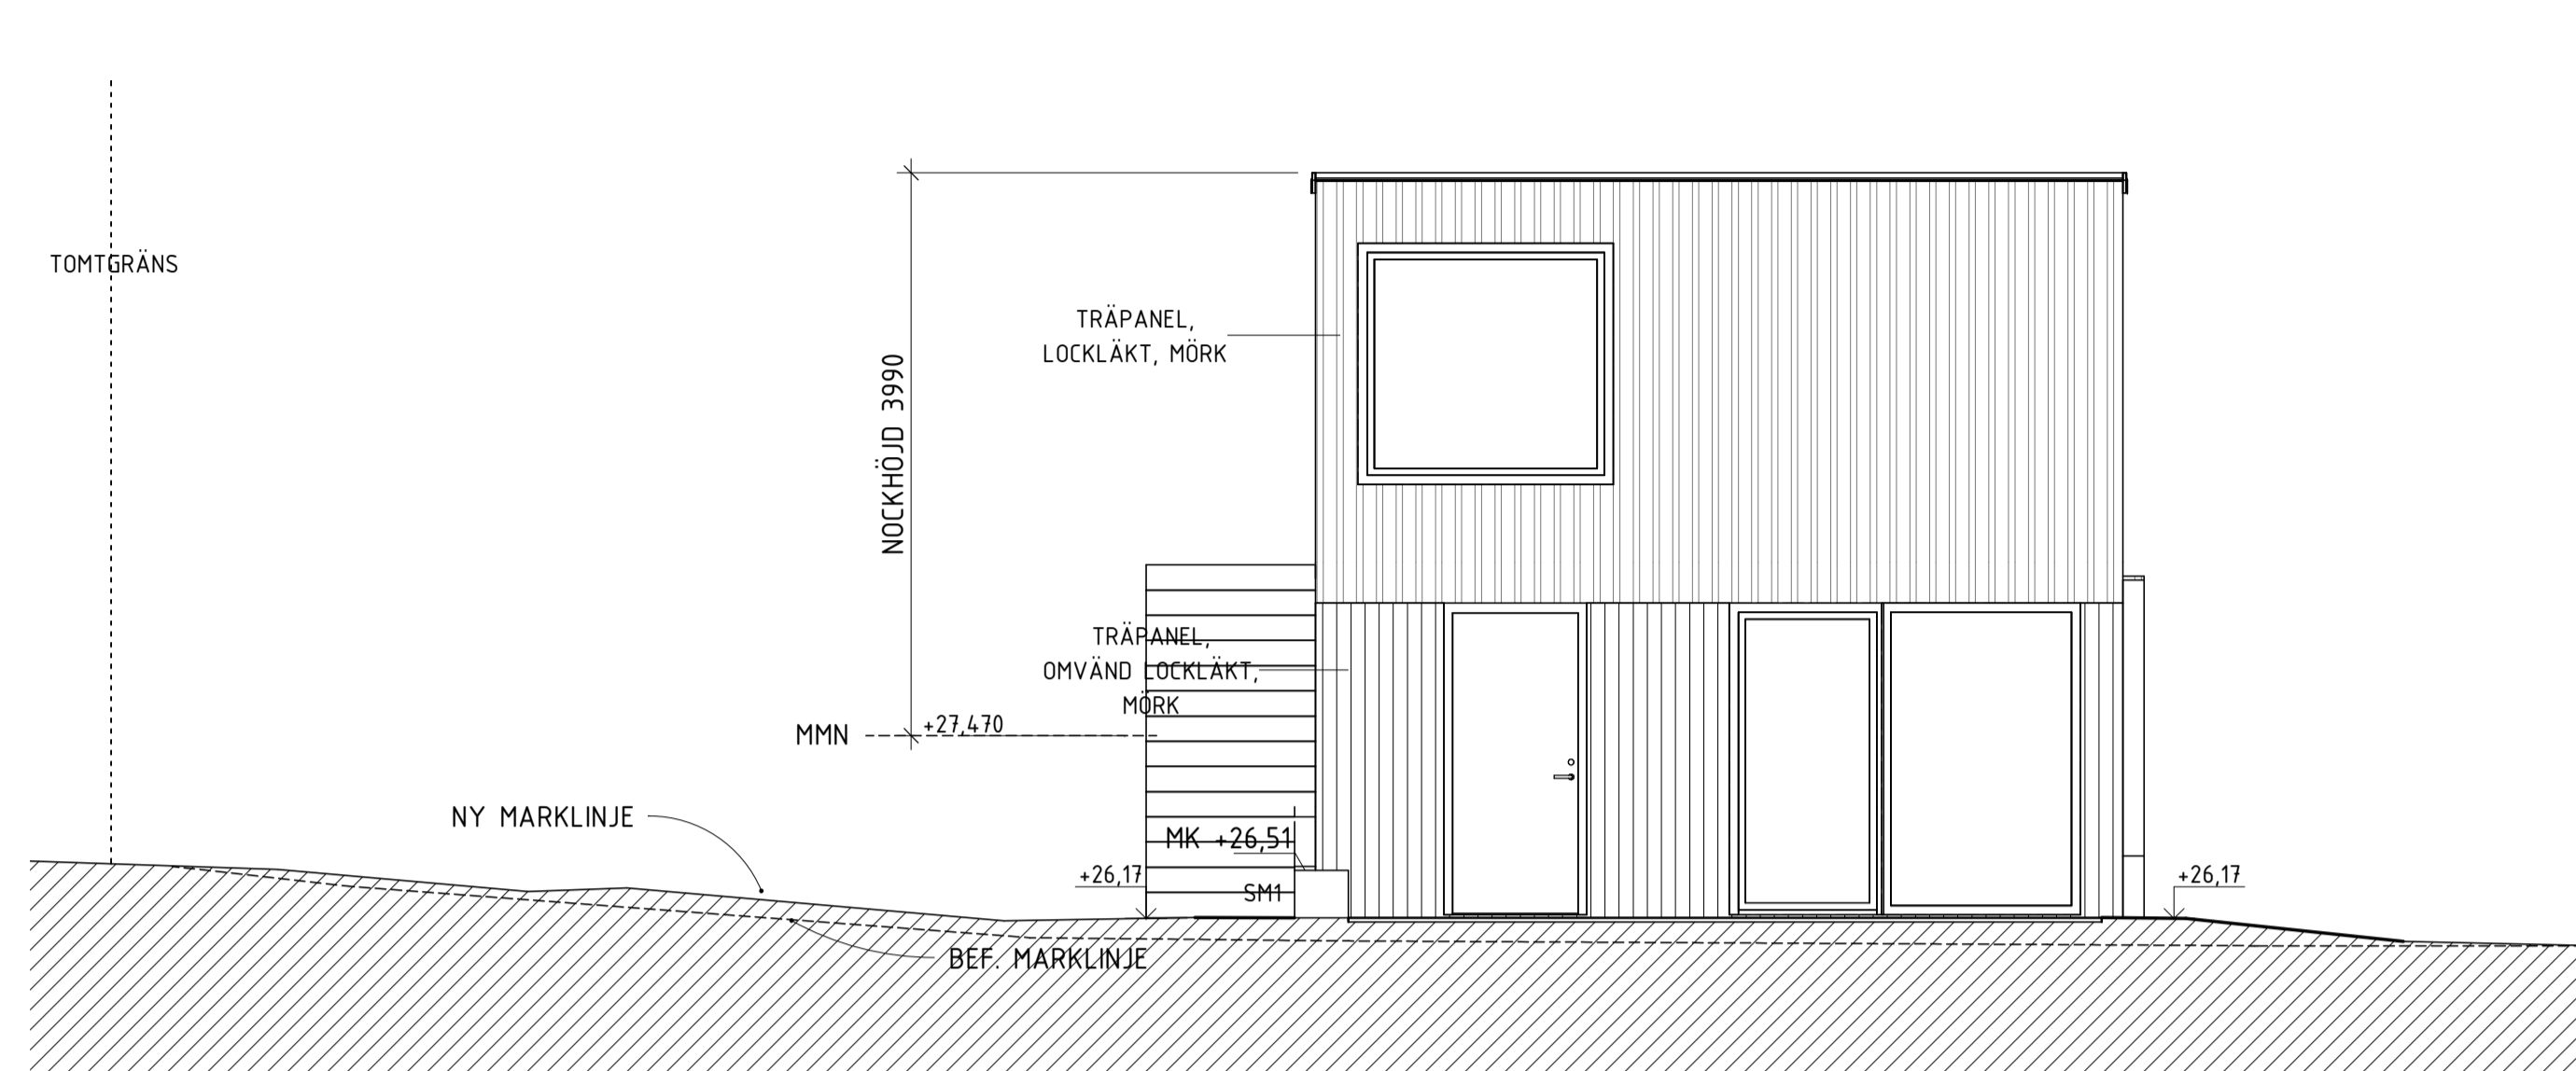 TOMTGRÄNS
TRÄPANEL,
LOCKLÄKT, MÖRK
NOCKHÖJD 3990
TRÄPANEL,
OMVÄND LOCKLÄKT,
MÖRK
MMN
+27,470
NY MARKLINJE
MK +26,51
+26,17
SM1
+26,17
BEF. MARKLINJE